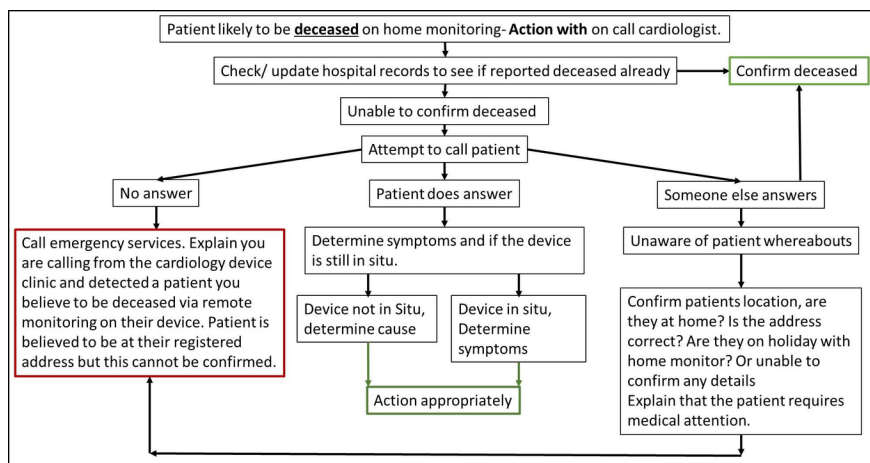 Patient likely to be deceased on home monitoring- Action with on call cardiologist.
Check/ update hospital records to see if reported deceased already
Confirm deceased
Unable to confirm deceased
Attempt to call patient
No answer
Patient does answer
Someone else answers
Call emergency services. Explain you
are calling from the cardiology device
clinic and detected a patient you
believe to be deceased via remote
monitoring on their device. Patient is
believed to be at their registered
address but this cannot be confirmed.
Determine symptoms and if the device
is still in situ.
Unaware of patient whereabouts
Device not in Situ,
determine cause
Device in situ,
Determine
symptoms
Confirm patients location, are
they at home? Is the address
correct? Are they on holiday with
home monitor? Or unable to
confirm any details
Explain that the patient requires
medical attention.
Action appropriately